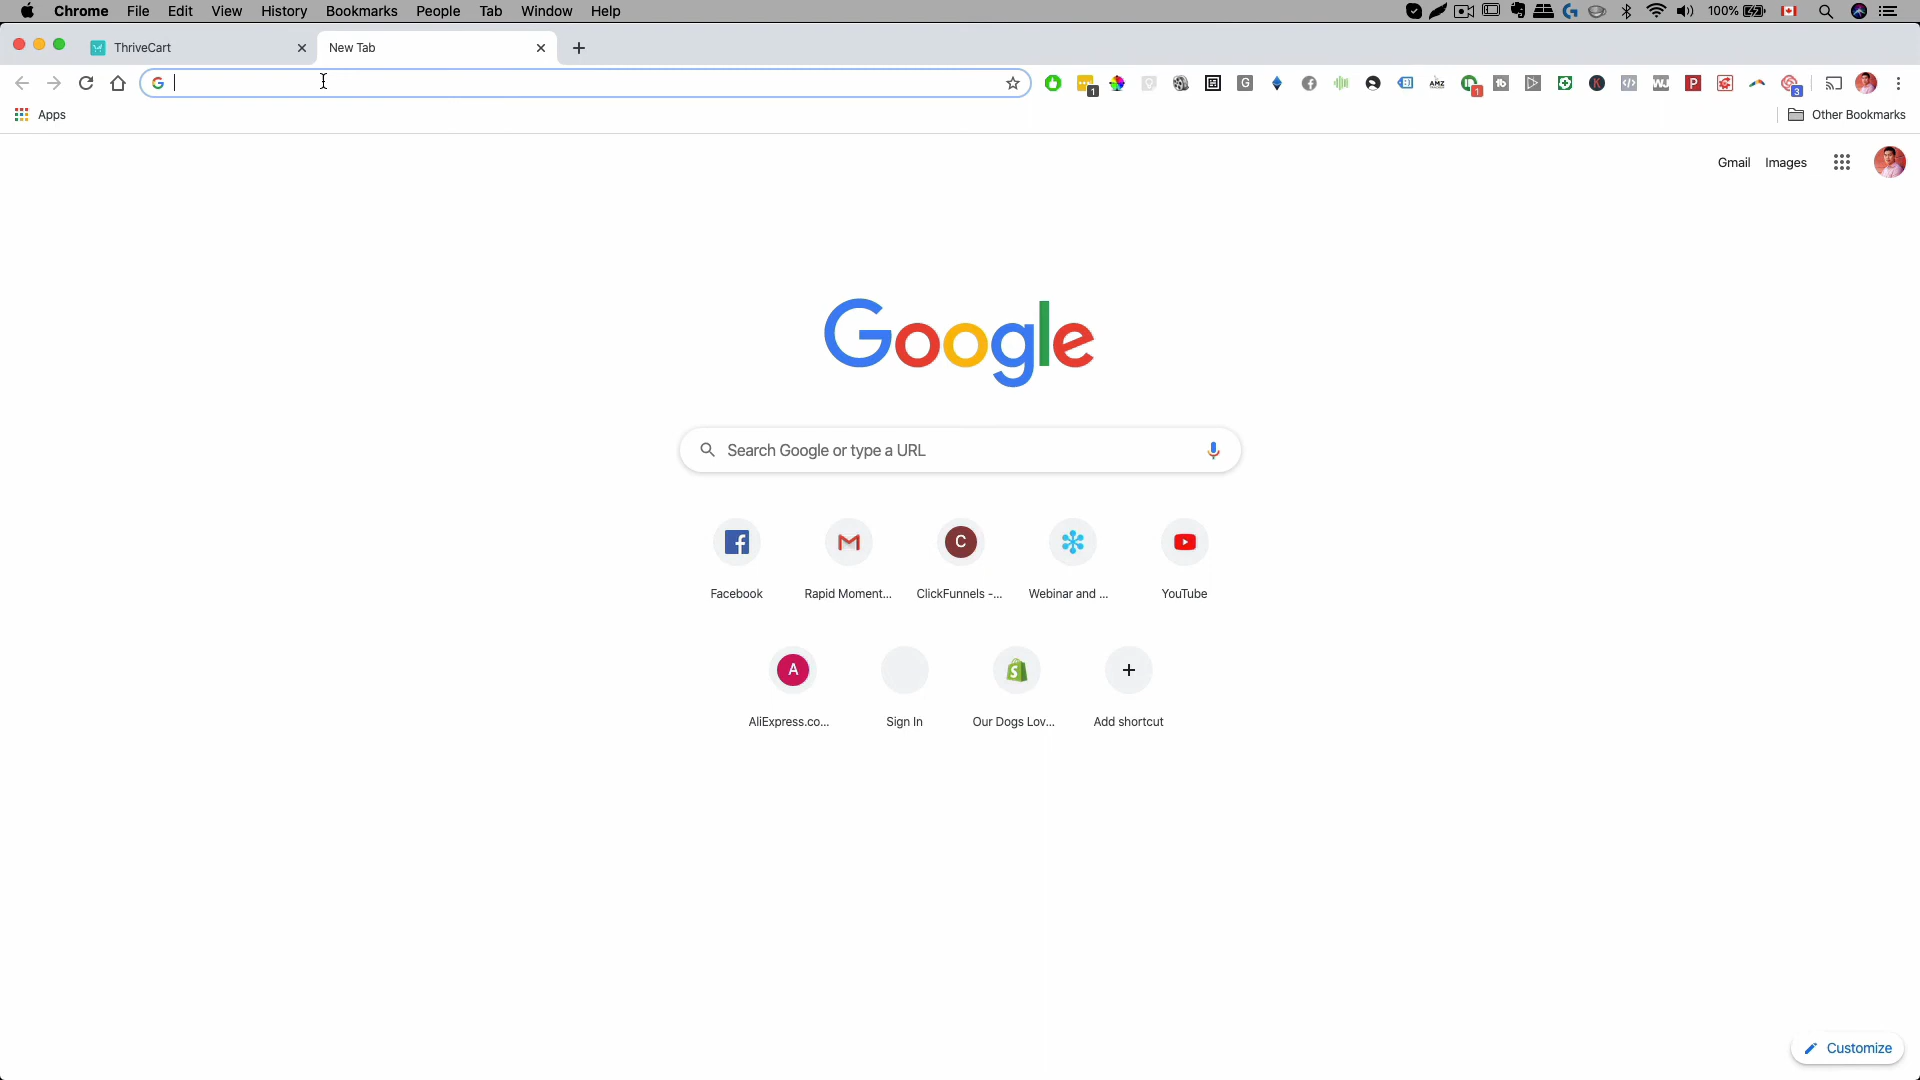 Chrome File Edit View History Bookmarks People Tab Window Help 100%
ThriveCart New Tab
Apps Other Bookmarks
Gmail Images
Google
Search Google or type a URL
Facebook Rapid Moment... ClickFunnels -... Webinar and ... YouTube
AliExpress.co... Sign In Our Dogs Lov... Add shortcut
Customize